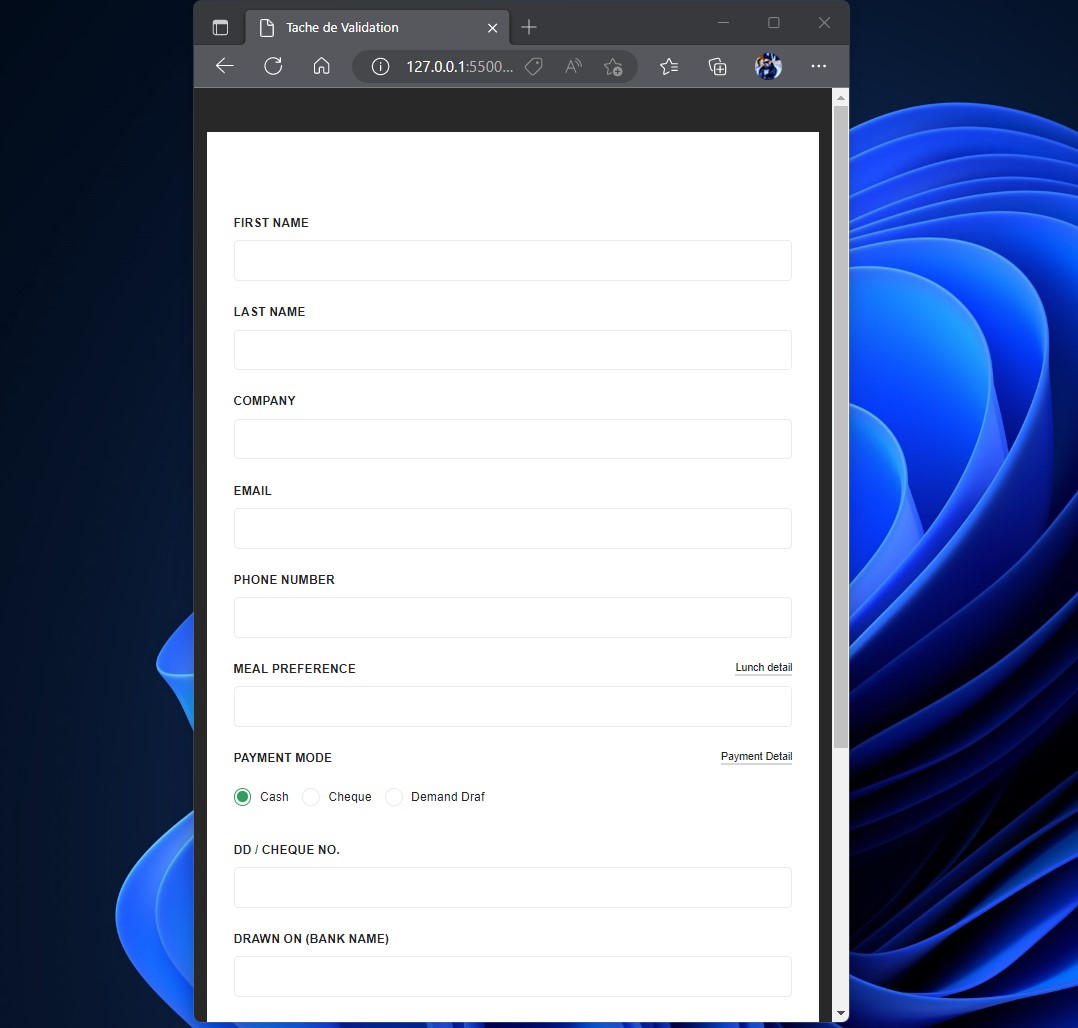 Tache de Validation
127.0.0.1:5500...
FIRST NAME
LAST NAME
COMPANY
EMAIL
PHONE NUMBER
MEAL PREFERENCE Lunch detail
PAYMENT MODE Payment Detail
Cash Cheque Demand Draf
DD / CHEQUE NO.
DRAWN ON (BANK NAME)